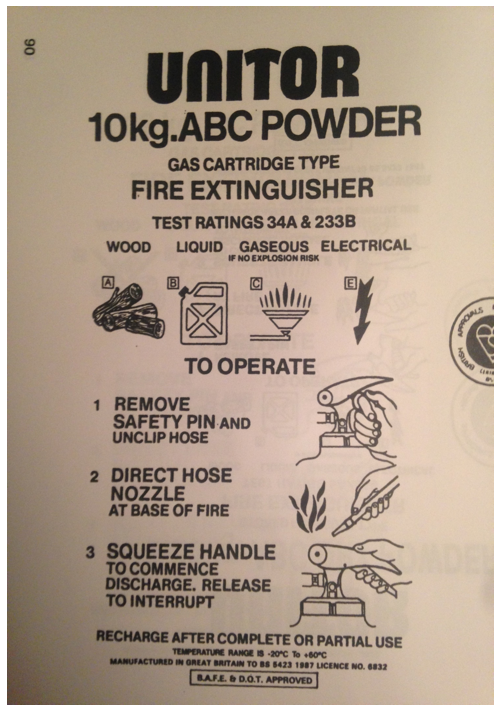 90
UNITOR
10kg.ABC POWDER
GAS CARTRIDGE TYPE
FIRE EXTINGUISHER
TEST RATINGS 34A & 233B
WOOD LIQUID GASEOUS ELECTRICAL
IF NO EXPLOSION RISK
A B C E
TO OPERATE
1 REMOVE
SAFETY PIN AND
UNCLIP HOSE
2 DIRECT HOSE
NOZZLE
AT BASE OF FIRE
3 SQUEEZE HANDLE
TO COMMENCE
DISCHARGE. RELEASE
TO INTERRUPT
RECHARGE AFTER COMPLETE OR PARTIAL USE
TEMPERATURE RANGE IS -20°C To +60°C
MANUFACTURED IN GREAT BRITAIN TO BS 5423 1987 LICENCE NO. 6832
B.A.F.E. & D.O.T. APPROVED
BRITISH APPROVALS